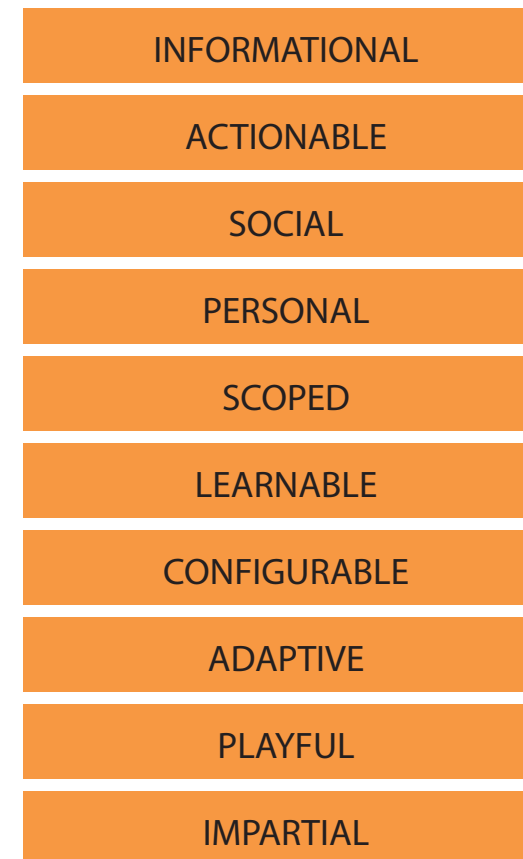 INFORMATIONAL
ACTIONABLE
SOCIAL
PERSONAL
SCOPED
LEARNABLE
CONFIGURABLE
ADAPTIVE
PLAYFUL
IMPARTIAL